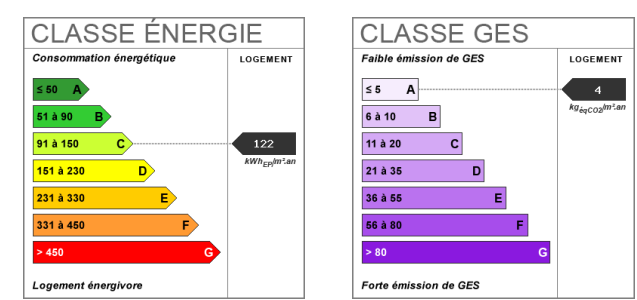 CLASSE ÉNERGIE
Consommation énergétique
LOGEMENT
≤ 50 A
51 à 90 B
91 à 150 C
122
kWhEP/m².an
151 à 230 D
231 à 330 E
331 à 450 F
> 450 G
Logement énergivore
CLASSE GES
Faible émission de GES
LOGEMENT
≤ 5 A
4
kgéqCO2/m².an
6 à 10 B
11 à 20 C
21 à 35 D
36 à 55 E
56 à 80 F
> 80 G
Forte émission de GES